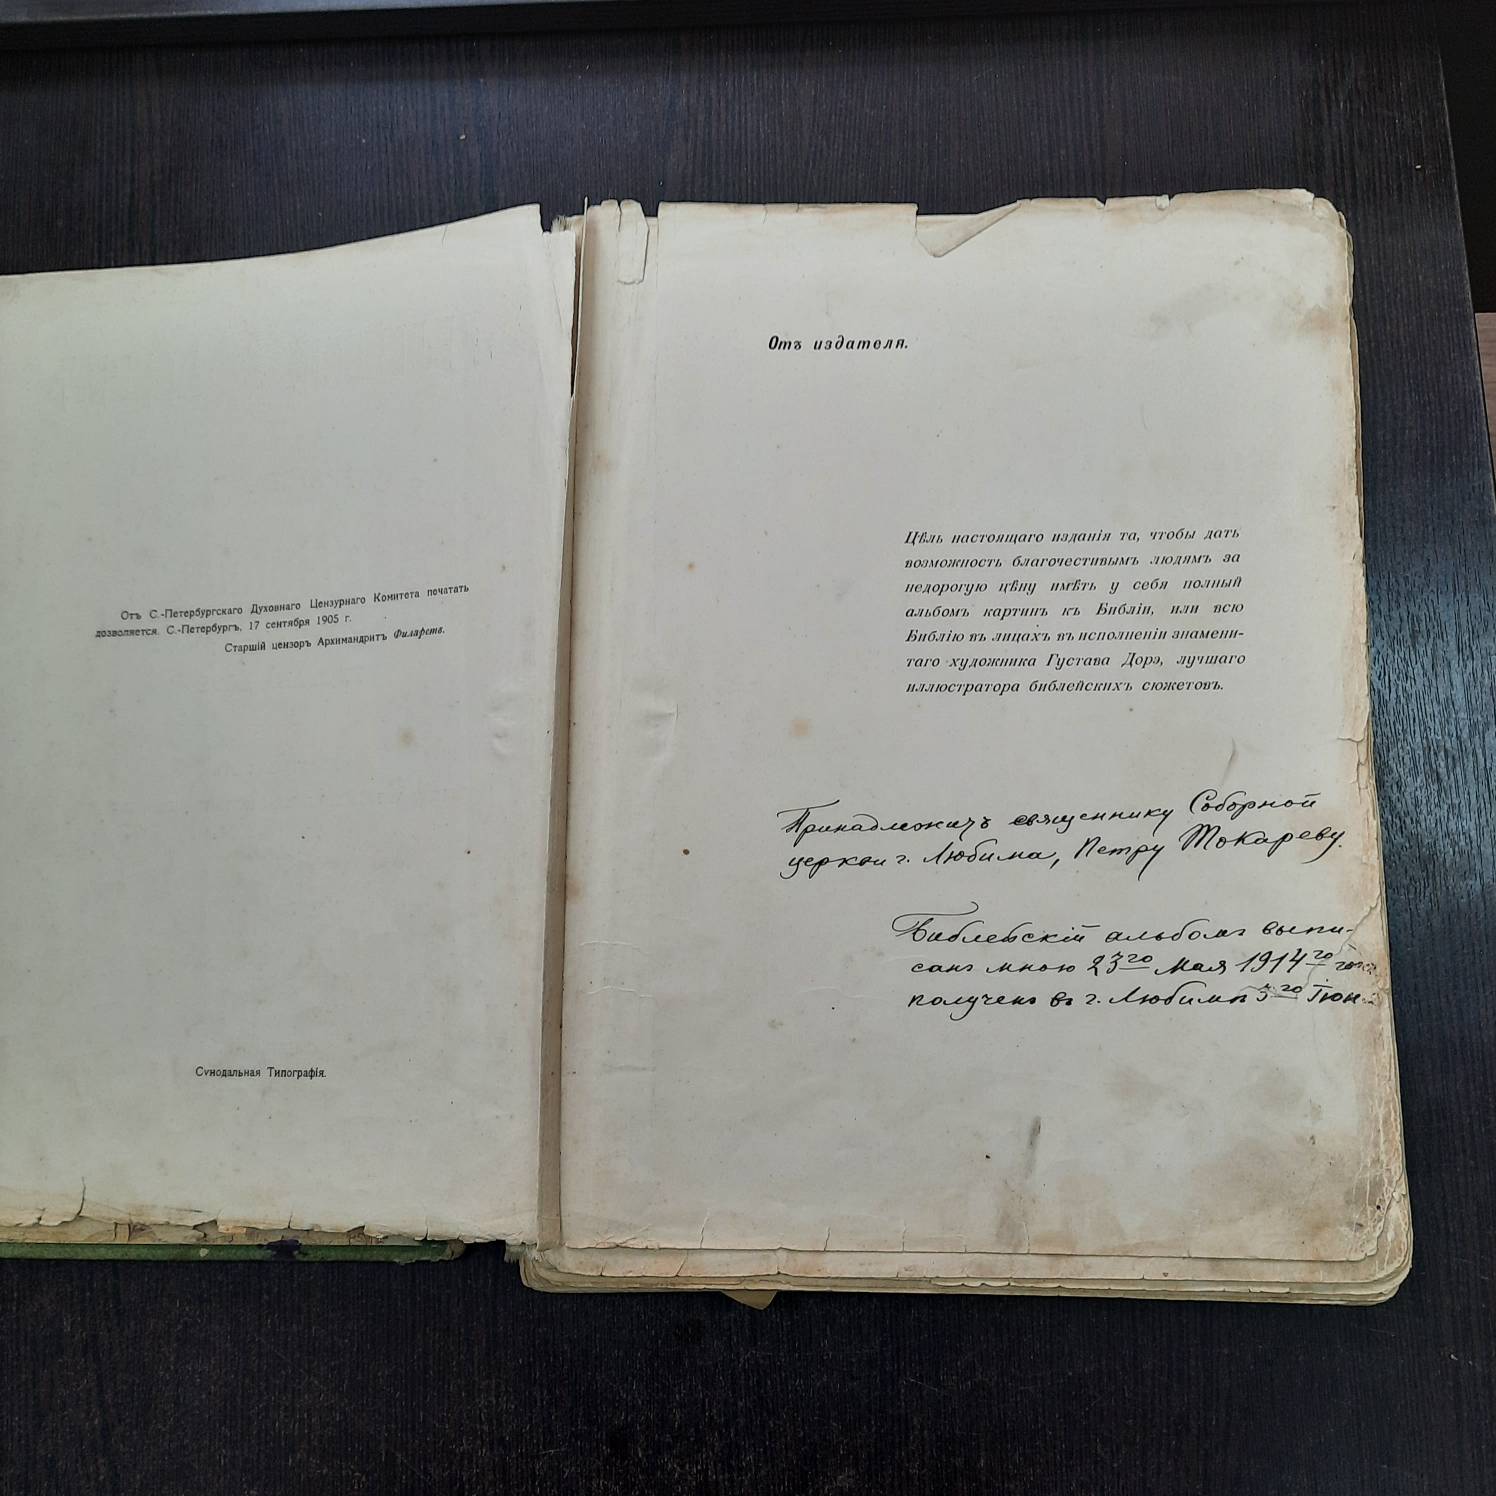 Отъ С.-Петербургскаго Духовнаго Цензурнаго Комитета печатать
дозволяется. С.-Петербургъ, 17 сентября 1905 г.
Старшій цензоръ Архимандритъ Филаретъ.
Сѵнодальная Типографія.
Отъ издателя.
Цѣль настоящаго изданія та, чтобы дать
возможность благочестивымъ людямъ за
недорогую цѣну имѣть у себя полный
альбомъ картинъ къ Библіи, или всю
Библію въ лицахъ въ исполненіи знамени-
таго художника Густава Дорэ, лучшаго
иллюстратора библейскихъ сюжетовъ.
Принадлежитъ священнику Соборной
церкви г. Любима, Петру Токареву.
Библейскій альбомъ выпи-
санъ мною 23го Мая 1914го
полученъ въ г. Любимѣ 3го Іюн